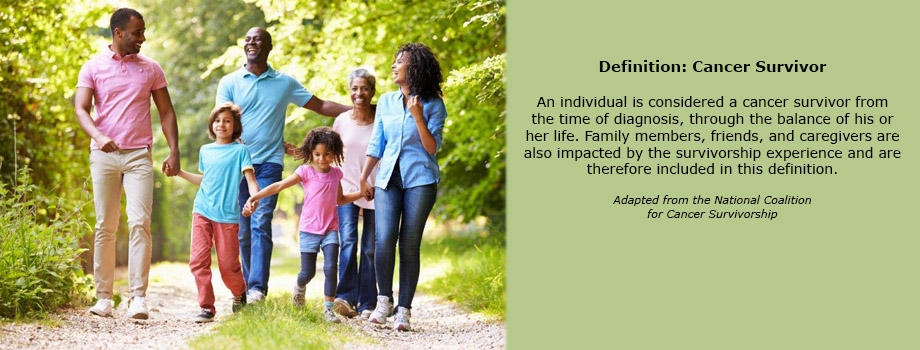 Definition: Cancer Survivor
An individual is considered a cancer survivor from
the time of diagnosis, through the balance of his or
her life. Family members, friends, and caregivers are
also impacted by the survivorship experience and are
therefore included in this definition.
Adapted from the National Coalition
for Cancer Survivorship